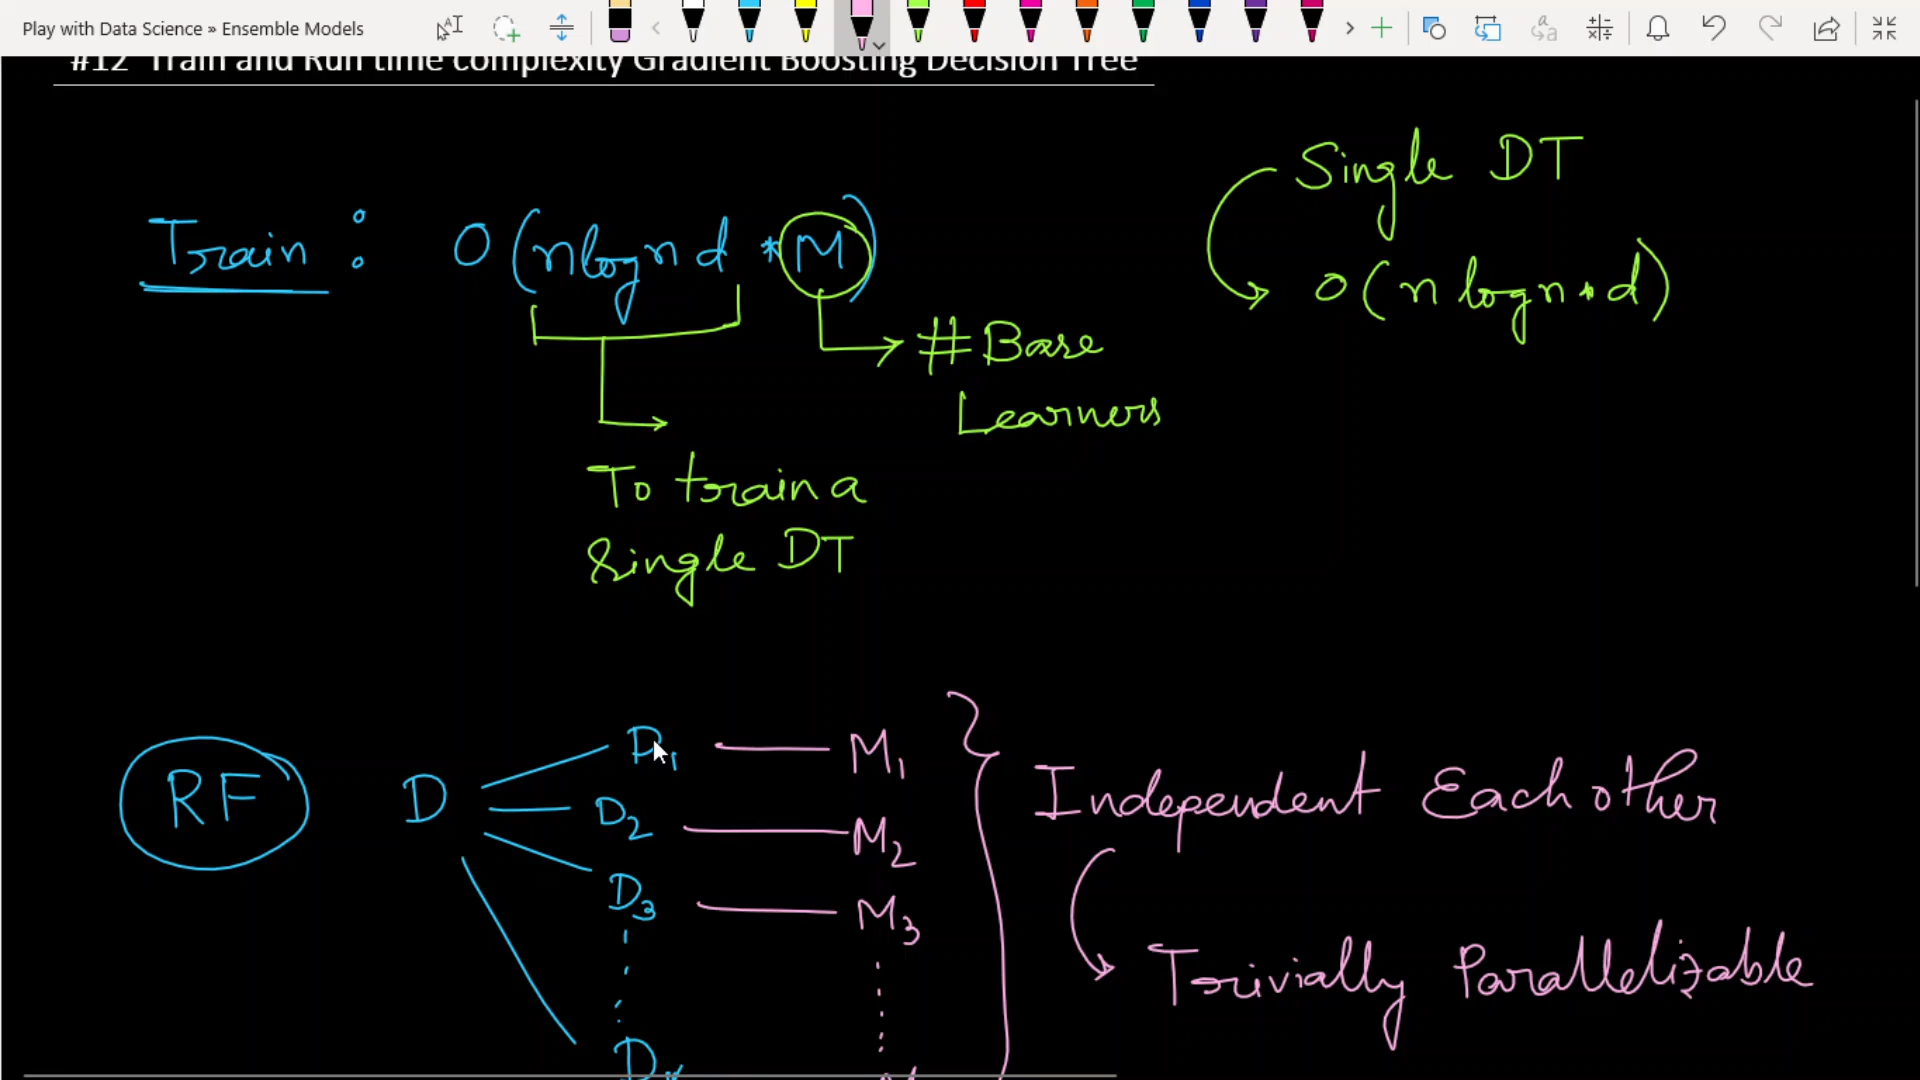 Play with Data Science » Ensemble Models
#12 Train and Run time complexity Gradient Boosting Decision Tree
Single DT
Train : O(nlogn d * M)
O(n logn * d)
# Base
Learners
To train a
Single DT
RF D D1 M1
D2 M2
D3 M3
Independent Each other
Trivially Parallelizable